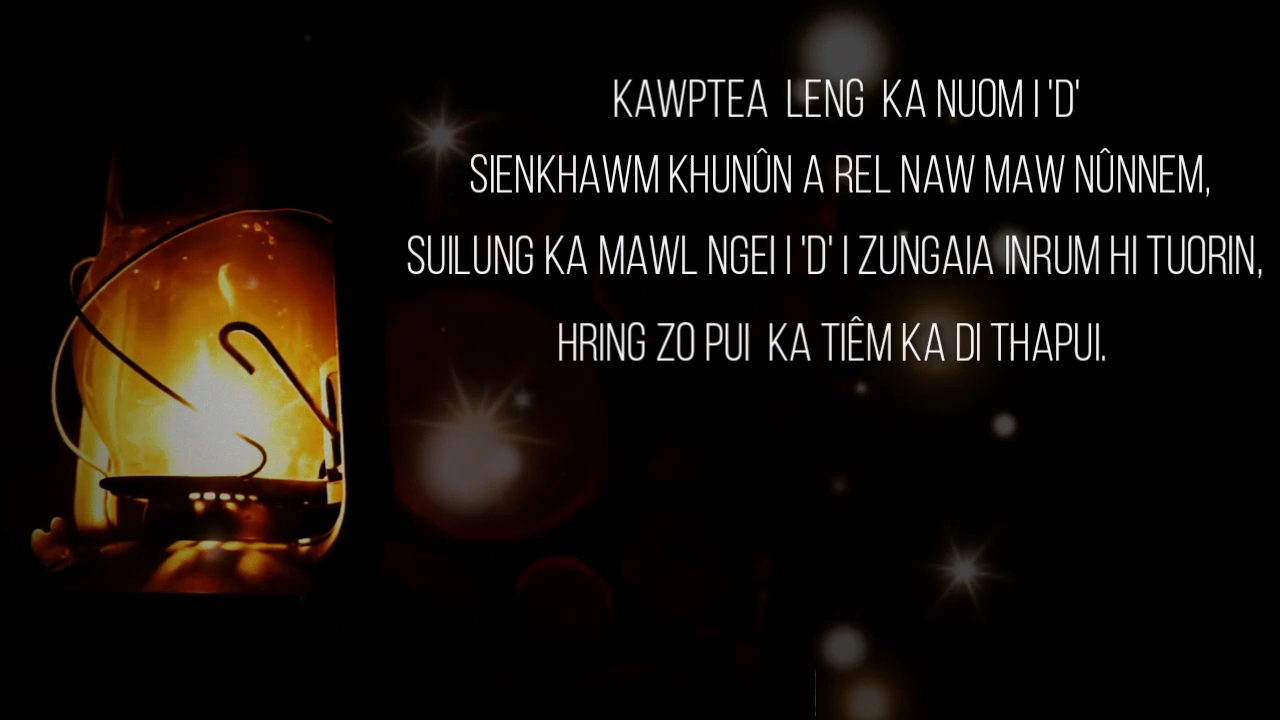 KAWPTEA LENG KA NUOM I 'D'
SIENKHAWM KHUNÛN A REL NAW MAW NÛNNEM,
SUILUNG KA MAWL NGEI I 'D' I ZUNGAIA INRUM HI TUORIN,
HRING ZO PUI KA TIÊM KA DI THAPUI.